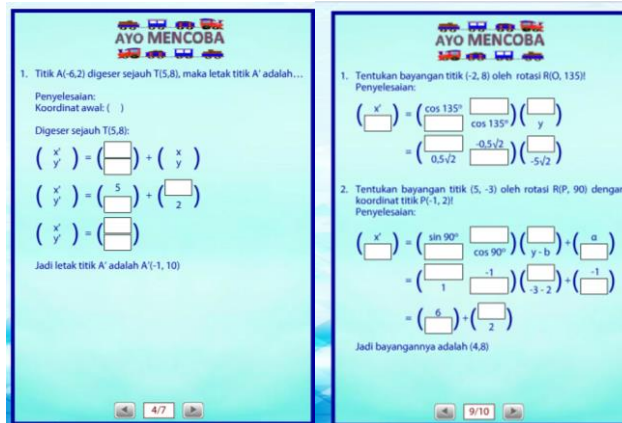 AYO MENCOBA
1. Titik A(-6,2) digeser sejauh T(5,8), maka letak titik A' adalah...
Penyelesaian:
Koordinat awal: ( )
Digeser sejauh T(5,8):
( x' y' ) = ( ) + ( x y )
( x' y' ) = ( 5 ) + ( 2 )
( x' y' ) = ( )
Jadi letak titik A' adalah A'(-1, 10)
4/7
AYO MENCOBA
1. Tentukan bayangan titik (-2, 8) oleh rotasi R(O, 135)!
Penyelesaian:
( x' ) = ( cos 135° cos 135° ) ( y )
= ( 0,5√2 -0,5√2 ) ( -5√2 )
2. Tentukan bayangan titik (5, -3) oleh rotasi R(P, 90) dengan
koordinat titik P(-1, 2)!
Penyelesaian:
( x' ) = ( sin 90° cos 90° ) ( y - b ) + ( a )
= ( 1 -1 ) ( -3 - 2 ) + ( -1 )
= ( 6 ) + ( 2 )
Jadi bayangannya adalah (4,8)
9/10